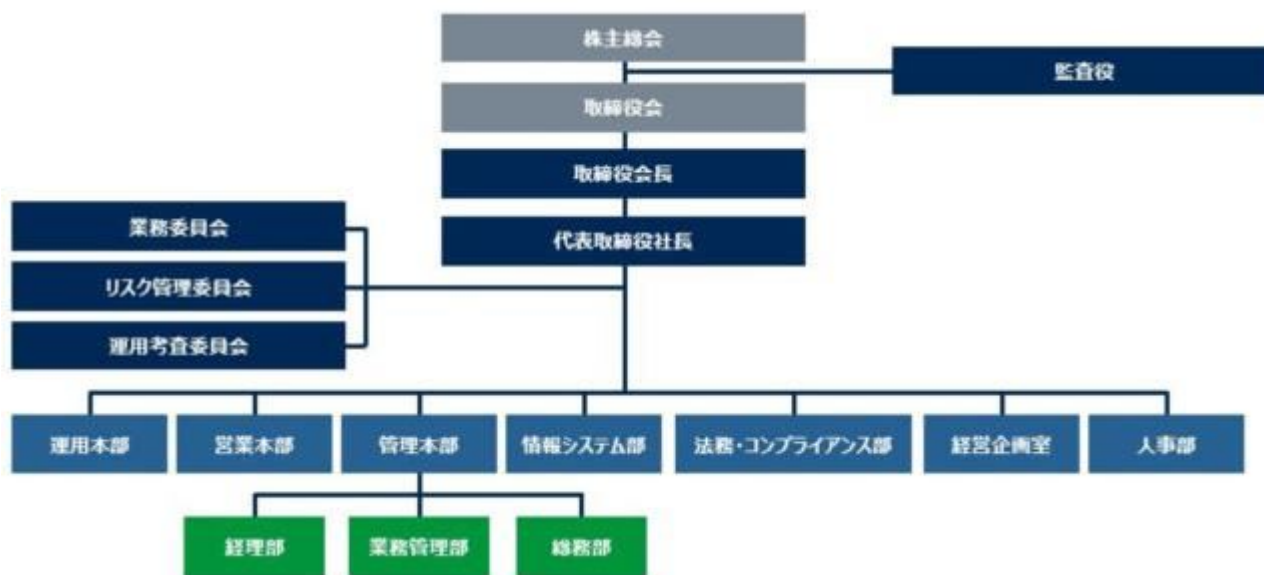 株主総会
監査役
取締役会
取締役会長
代表取締役社長
業務委員会
リスク管理委員会
運用考査委員会
運用本部
営業本部
管理本部
情報システム部
法務・コンプライアンス部
経営企画室
人事部
経理部
業務管理部
総務部